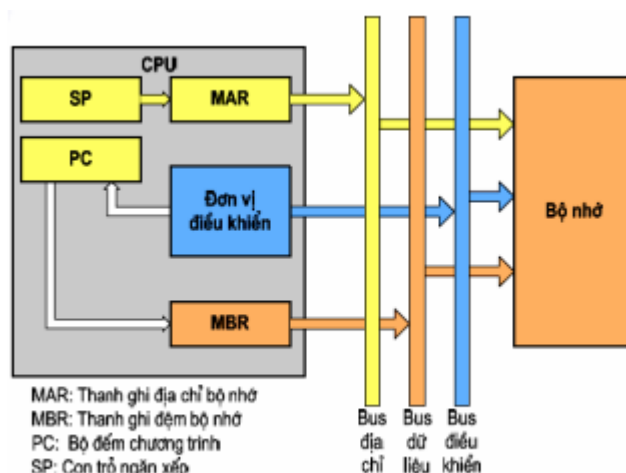 CPU
SP
MAR
PC
Đơn vị
điều khiển
Bộ nhớ
MBR
MAR: Thanh ghi địa chỉ bộ nhớ
MBR: Thanh ghi đệm bộ nhớ
PC: Bộ đếm chương trình
SP: Con trỏ ngăn xếp
Bus
địa
chỉ
Bus
dữ
liệu
Bus
điều
khiển